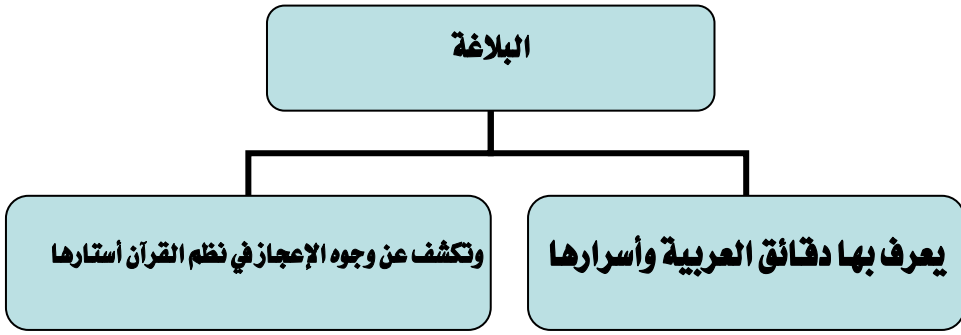 البلاغة
يعرف بها دقائق العربية وأسرارها
وتكشف عن وجوه الإعجاز في نظم القرآن أستارها